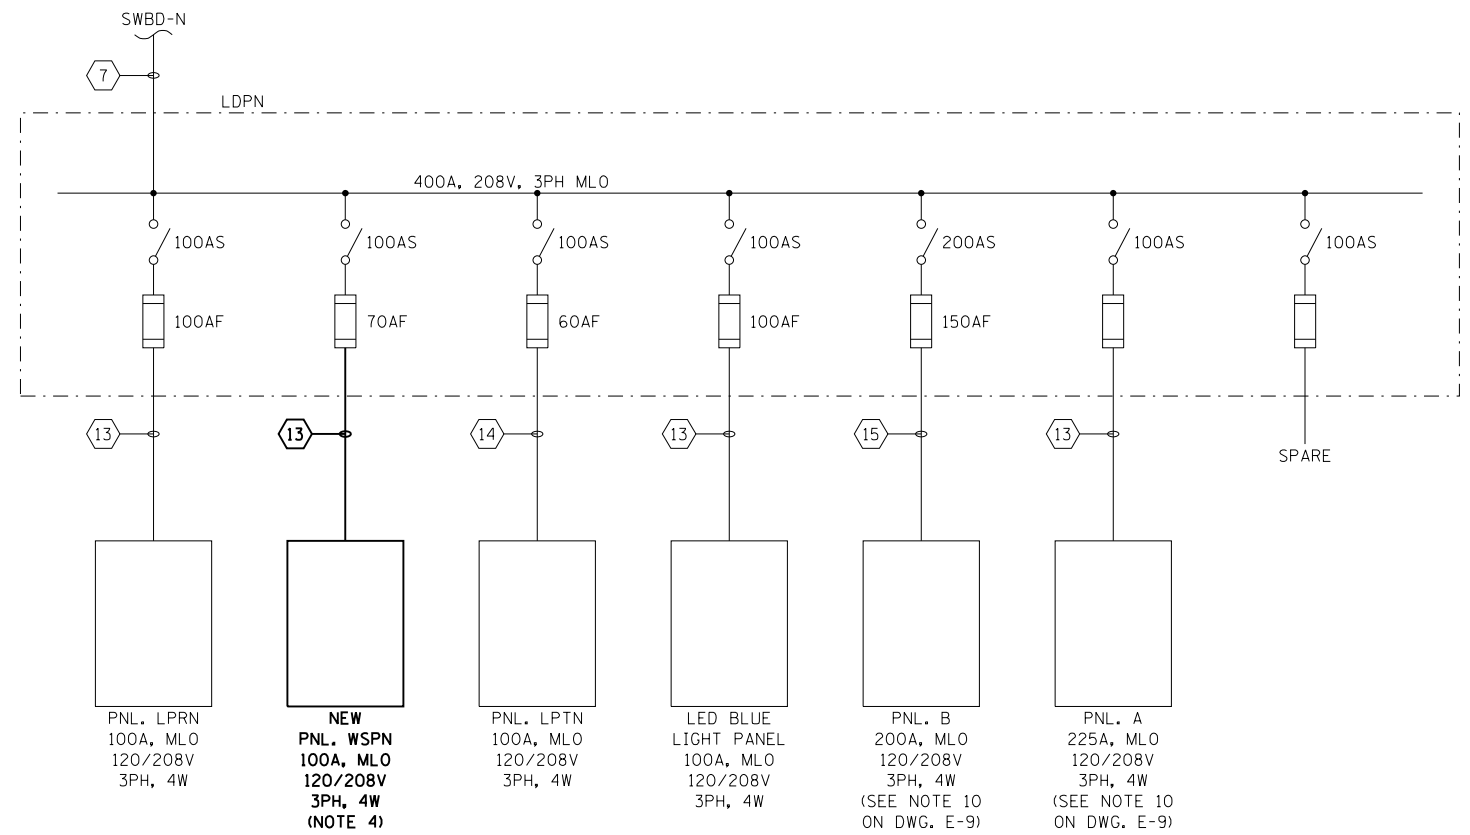 SWBD-N
7
LDPN
400A, 208V, 3PH MLO
100AS
100AS
100AS
100AS
200AS
100AS
100AS
100AF
70AF
60AF
100AF
150AF
13
13
14
13
15
13
SPARE
PNL. LPRN
100A, MLO
120/208V
3PH, 4W
NEW
PNL. WSPN
100A, MLO
120/208V
3PH, 4W
(NOTE 4)
PNL. LPTN
100A, MLO
120/208V
3PH, 4W
LED BLUE
LIGHT PANEL
100A, MLO
120/208V
3PH, 4W
PNL. B
200A, MLO
120/208V
3PH, 4W
(SEE NOTE 10
ON DWG. E-9)
PNL. A
225A, MLO
120/208V
3PH, 4W
(SEE NOTE 10
ON DWG. E-9)